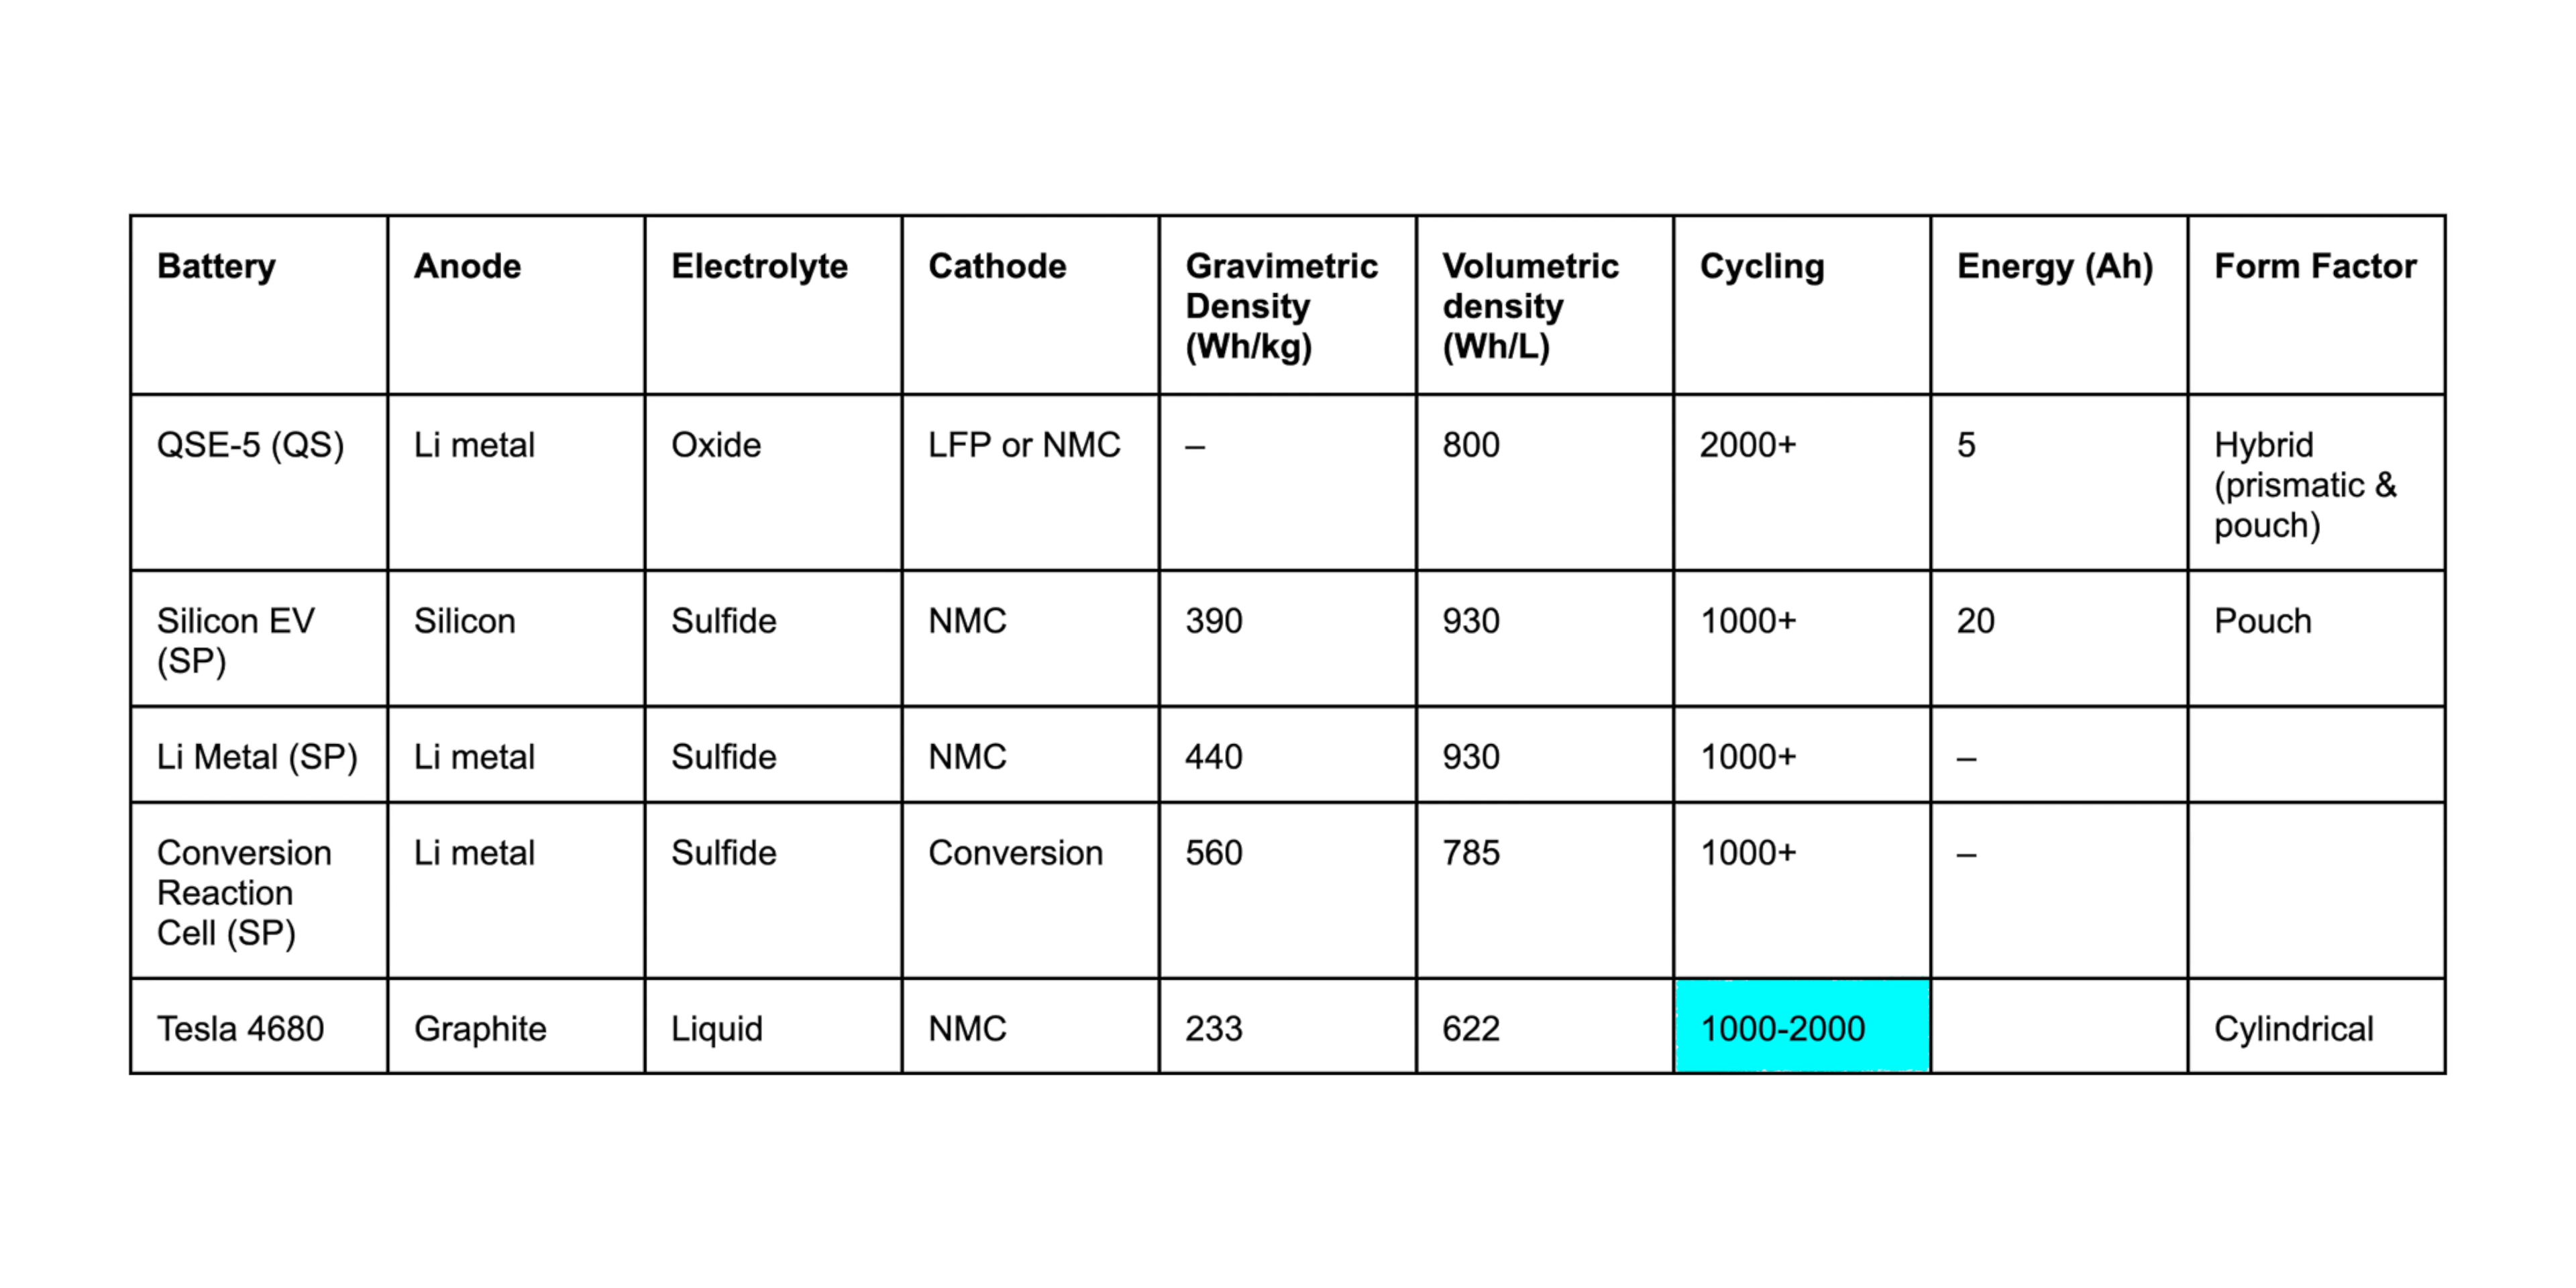 Battery Anode Electrolyte Cathode Gravimetric Density (Wh/kg) Volumetric density (Wh/L) Cycling Energy (Ah) Form Factor
QSE-5 (QS) Li metal Oxide LFP or NMC – 800 2000+ 5 Hybrid (prismatic & pouch)
Silicon EV (SP) Silicon Sulfide NMC 390 930 1000+ 20 Pouch
Li Metal (SP) Li metal Sulfide NMC 440 930 1000+ –
Conversion Reaction Cell (SP) Li metal Sulfide Conversion 560 785 1000+ –
Tesla 4680 Graphite Liquid NMC 233 622 1000-2000 Cylindrical